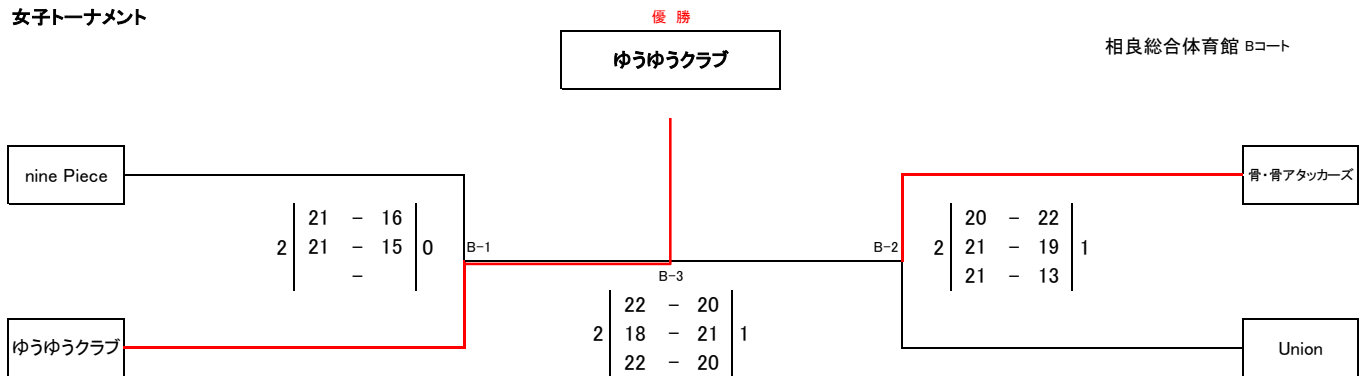 女子トーナメント
優 勝
ゆうゆうクラブ
相良総合体育館 Bコート
nine Piece
骨・骨アタッカーズ
21 － 16
2 21 － 15 0
－
B-1
B-2
20 － 22
2 21 － 19 1
21 － 13
B-3
22 － 20
2 18 － 21 1
22 － 20
ゆうゆうクラブ
Union